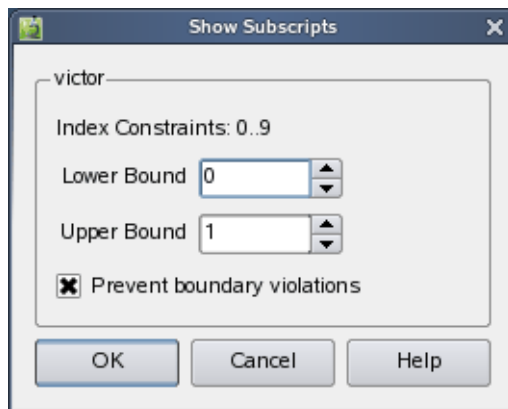 Show Subscripts
victor
Index Constraints: 0..9
Lower Bound 0
Upper Bound 1
Prevent boundary violations
OK Cancel Help